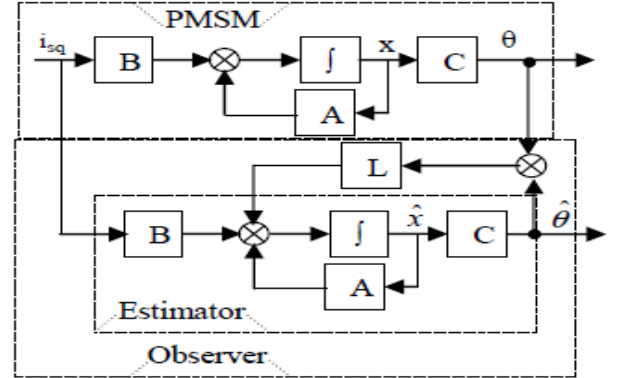 PMSM
i_sq B ∫ x C θ
A
L
B ∫ x̂ C θ̂
A
Estimator
Observer